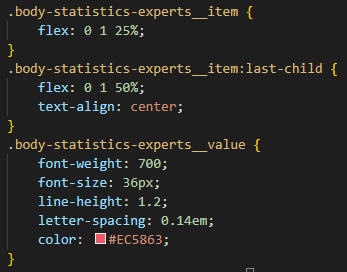 .body-statistics-experts__item {
flex: 0 1 25%;
}
.body-statistics-experts__item:last-child {
flex: 0 1 50%;
text-align: center;
}
.body-statistics-experts__value {
font-weight: 700;
font-size: 36px;
line-height: 1.2;
letter-spacing: 0.14em;
color: #EC5863;
}